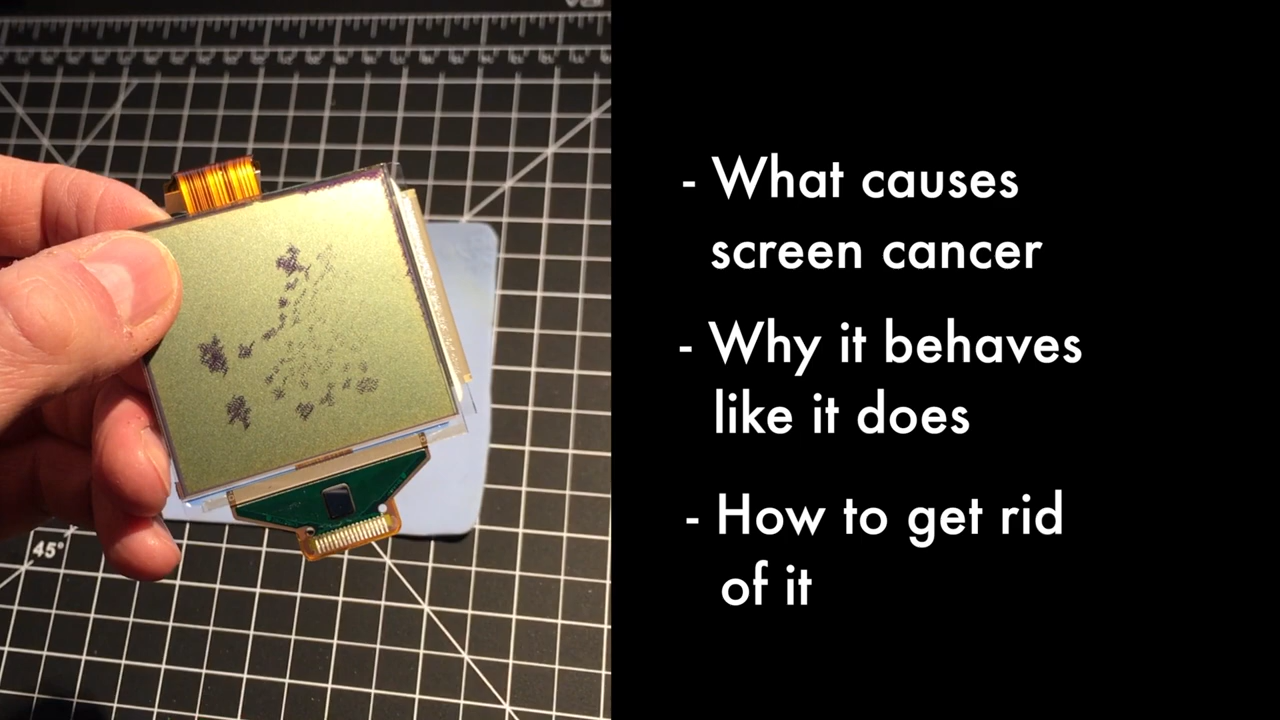 - What causes
screen cancer
- Why it behaves
like it does
- How to get rid
of it
45°